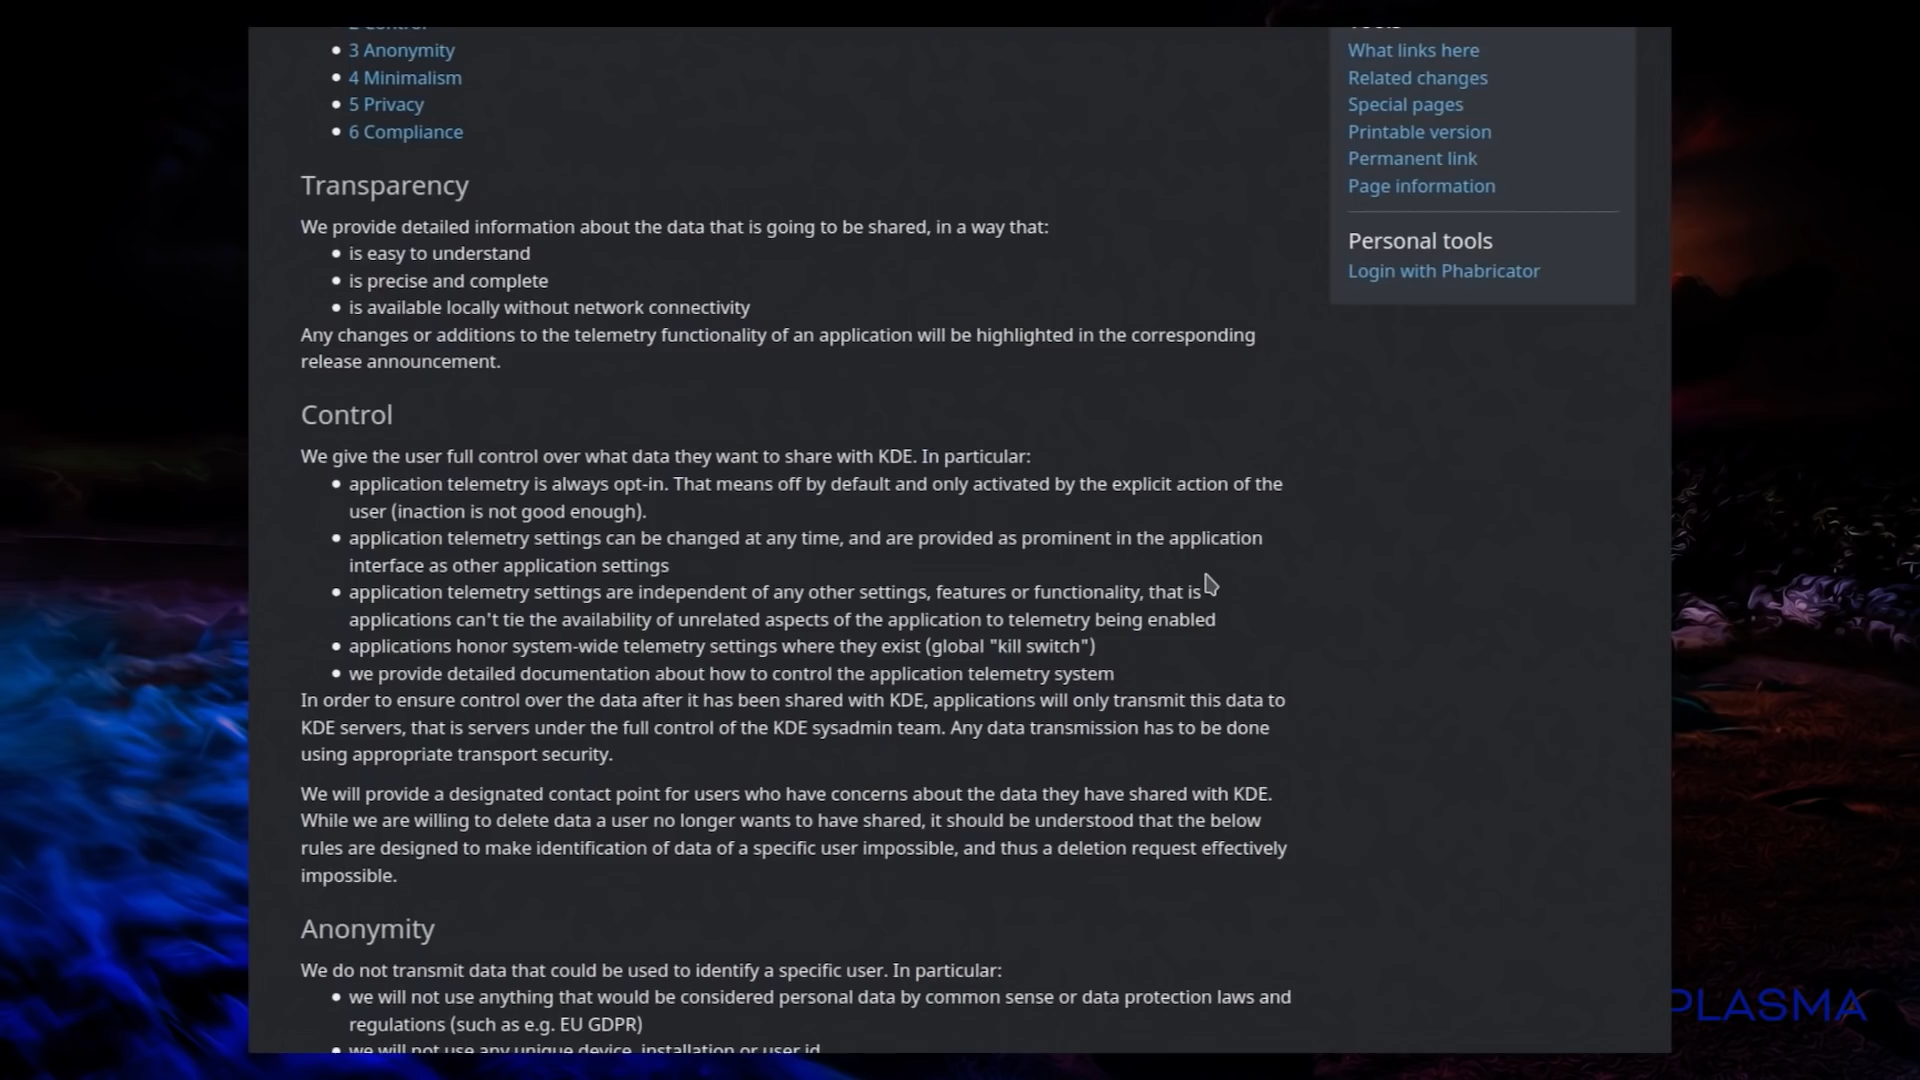 2 Control
3 Anonymity
4 Minimalism
5 Privacy
6 Compliance
Transparency
We provide detailed information about the data that is going to be shared, in a way that:
is easy to understand
is precise and complete
is available locally without network connectivity
Any changes or additions to the telemetry functionality of an application will be highlighted in the corresponding
release announcement.
Control
We give the user full control over what data they want to share with KDE. In particular:
application telemetry is always opt-in. That means off by default and only activated by the explicit action of the
user (inaction is not good enough).
application telemetry settings can be changed at any time, and are provided as prominent in the application
interface as other application settings
application telemetry settings are independent of any other settings, features or functionality, that is
applications can't tie the availability of unrelated aspects of the application to telemetry being enabled
applications honor system-wide telemetry settings where they exist (global "kill switch")
we provide detailed documentation about how to control the application telemetry system
In order to ensure control over the data after it has been shared with KDE, applications will only transmit this data to
KDE servers, that is servers under the full control of the KDE sysadmin team. Any data transmission has to be done
using appropriate transport security.
We will provide a designated contact point for users who have concerns about the data they have shared with KDE.
While we are willing to delete data a user no longer wants to have shared, it should be understood that the below
rules are designed to make identification of data of a specific user impossible, and thus a deletion request effectively
impossible.
Anonymity
We do not transmit data that could be used to identify a specific user. In particular:
we will not use anything that would be considered personal data by common sense or data protection laws and
regulations (such as e.g. EU GDPR)
we will not use any unique device, installation or user id
Tools
What links here
Related changes
Special pages
Printable version
Permanent link
Page information
Personal tools
Login with Phabricator
PLASMA